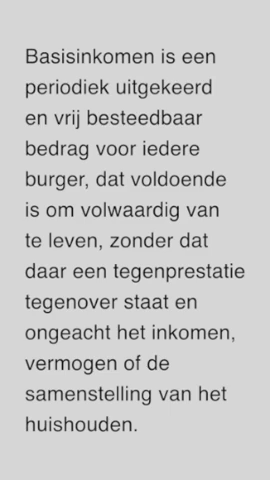 Basisinkomen is een
periodiek uitgekeerd
en vrij besteedbaar
bedrag voor iedere
burger, dat voldoende
is om volwaardig van
te leven, zonder dat
daar een tegenprestatie
tegenover staat en
ongeacht het inkomen,
vermogen of de
samenstelling van het
huishouden.